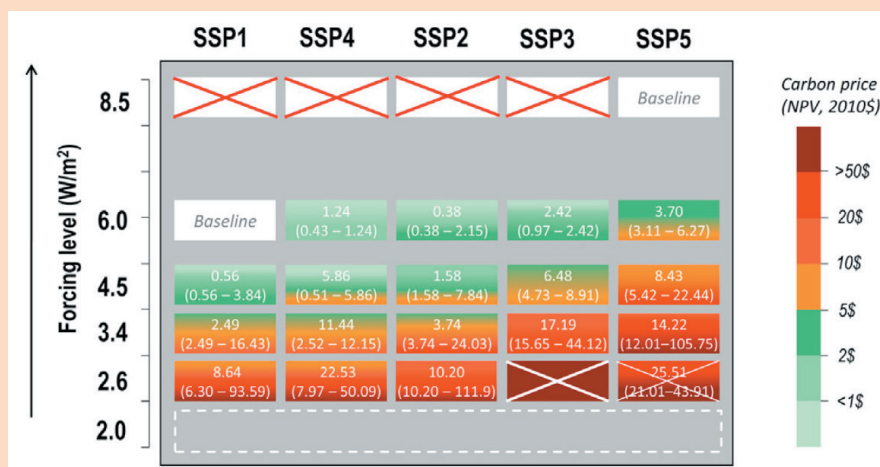 SSP1 SSP4 SSP2 SSP3 SSP5
Forcing level (W/m²)
8.5
Baseline
6.0
Baseline
1.24
(0.43 – 1.24)
0.38
(0.38 – 2.15)
2.42
(0.97 – 2.42)
3.70
(3.11 – 6.27)
4.5
0.56
(0.56 – 3.84)
5.86
(0.51 – 5.86)
1.58
(1.58 – 7.84)
6.48
(4.73 – 8.91)
8.43
(5.42 – 22.44)
3.4
2.49
(2.49 – 16.43)
11.44
(2.52 – 12.15)
3.74
(3.74 – 24.03)
17.19
(15.65 – 44.12)
14.22
(12.01–105.75)
2.6
8.64
(6.30 – 93.59)
22.53
(7.97 – 50.09)
10.20
(10.20 – 111.9)
25.51
(21.01–43.91)
2.0
Carbon price
(NPV, 2010$)
>50$
20$
10$
5$
2$
<1$